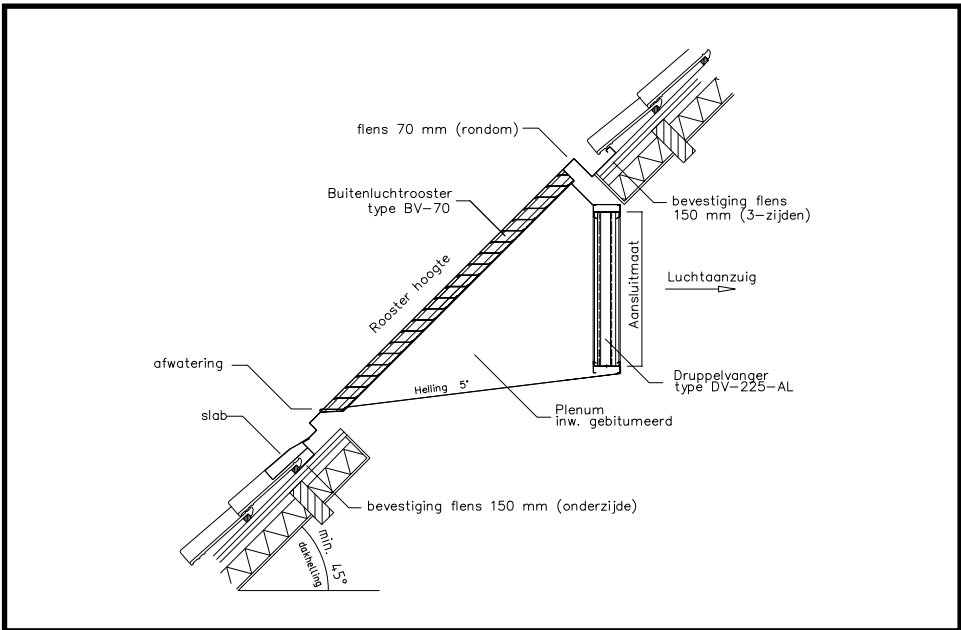 flens 70 mm (rondom)
Buitenluchtrooster
type BV-70
bevestiging flens
150 mm (3-zijden)
Rooster hoogte
Aansluitmaat
Luchtaanzuig
afwatering
Helling 5°
Druppelvanger
type DV-225-AL
slab
Plenum
inw. gebitumeerd
bevestiging flens 150 mm (onderzijde)
min. 45°
dakhelling